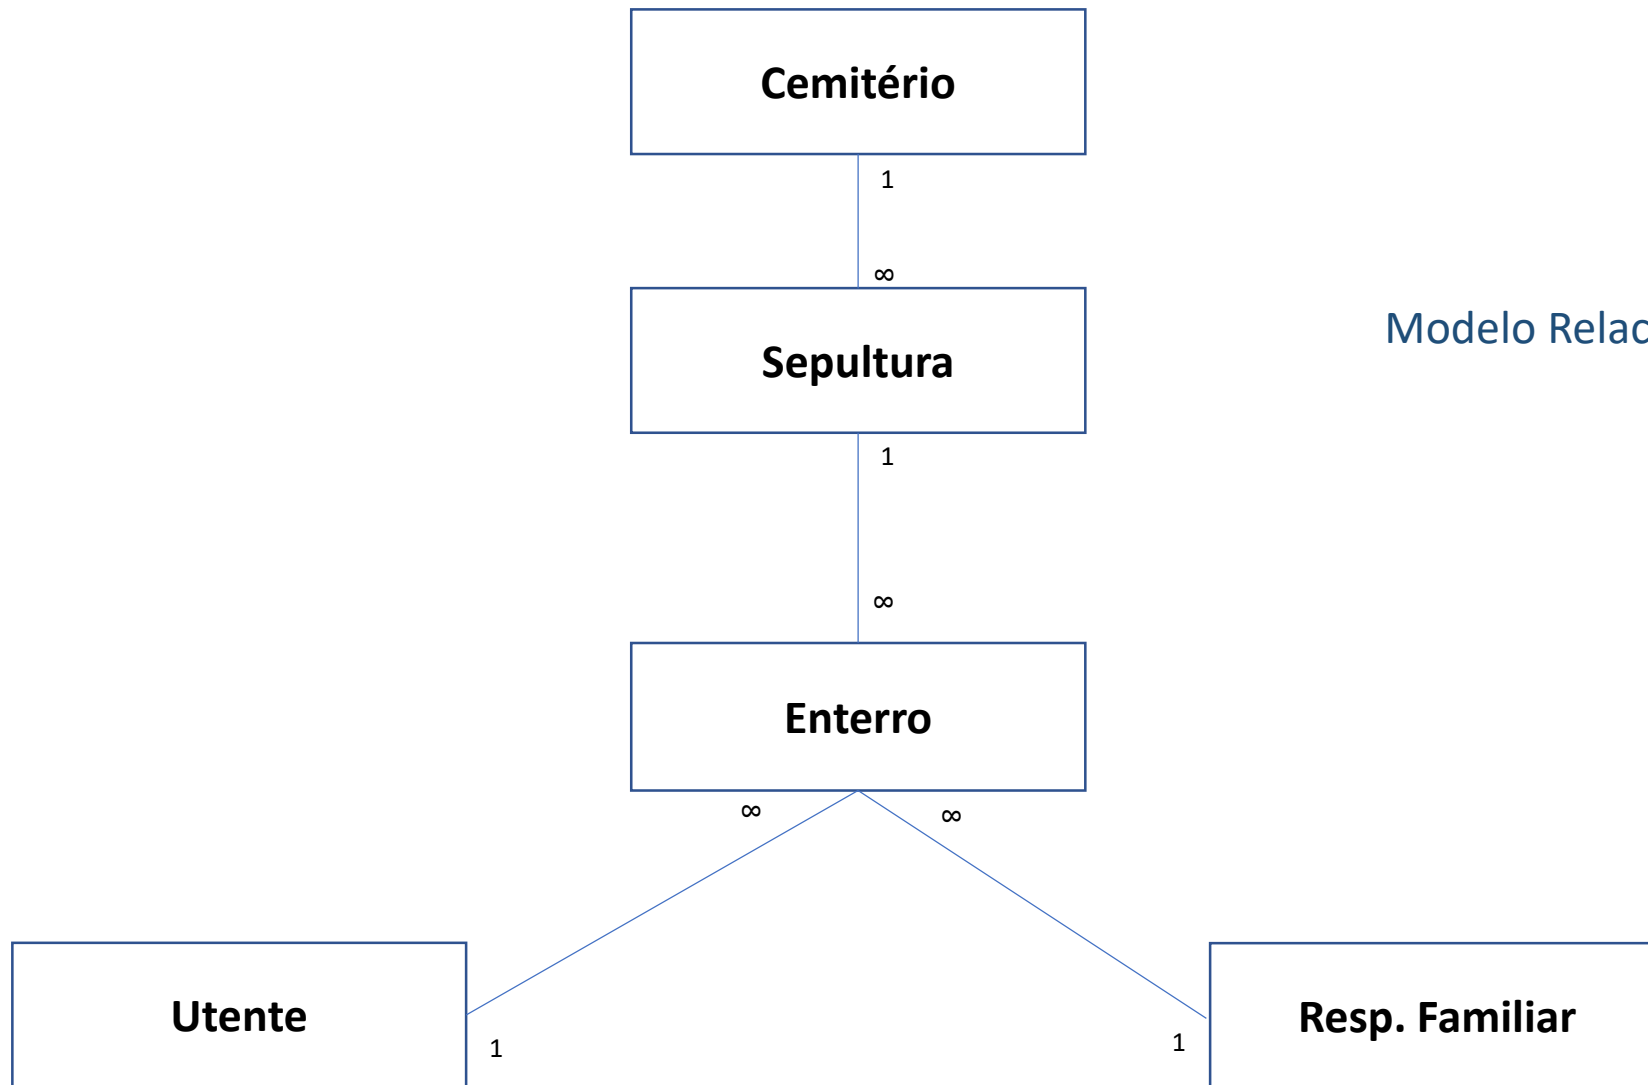 Cemitério
1
∞
Sepultura
Modelo Relac
1
∞
Enterro
∞
∞
Utente
Resp. Familiar
1
1